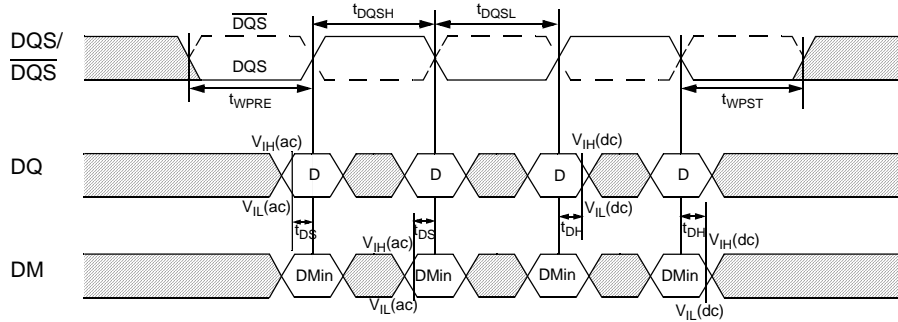 DQS/
DQS
DQS
DQS
tDQSH
tDQSL
tWPRE
tWPST
DQ
VIH(ac)
VIL(ac)
D
D
D
D
VIH(dc)
VIL(dc)
tDS
tDS
tDH
tDH
DM
VIH(ac)
VIL(ac)
DMin
DMin
DMin
DMin
VIH(dc)
VIL(dc)